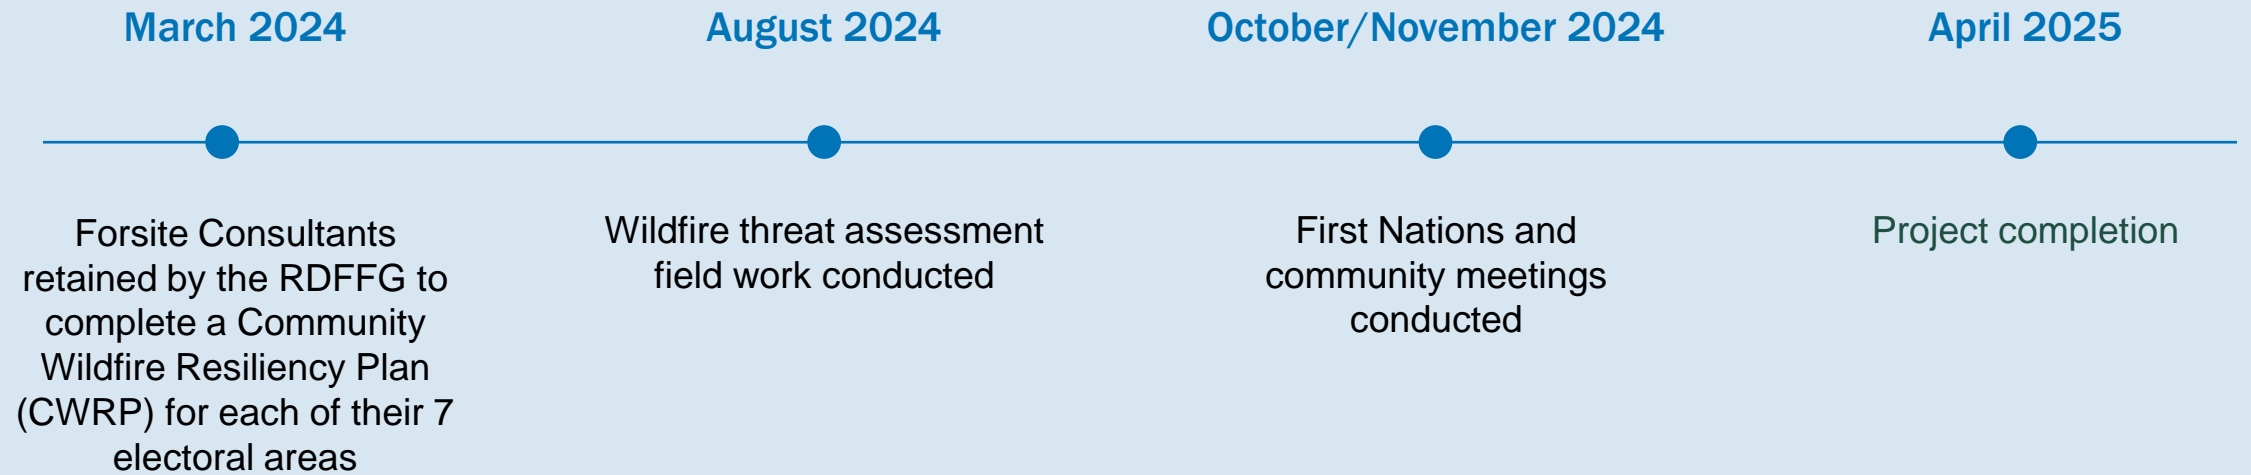 March 2024
August 2024
October/November 2024
April 2025
Forsite Consultants
retained by the RDFFG to
complete a Community
Wildfire Resiliency Plan
(CWRP) for each of their 7
electoral areas
Wildfire threat assessment
field work conducted
First Nations and
community meetings
conducted
Project completion